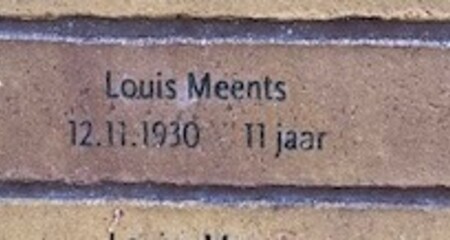 Louis Meents
12.11.1930 11 jaar